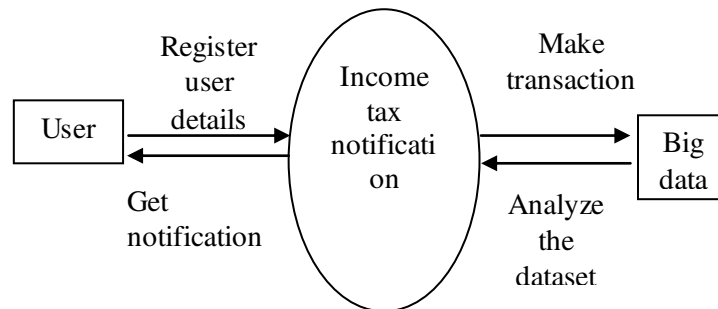 Register
user
details
User
Get
notification
Income
tax
notificati
on
Make
transaction
Big
data
Analyze
the
dataset